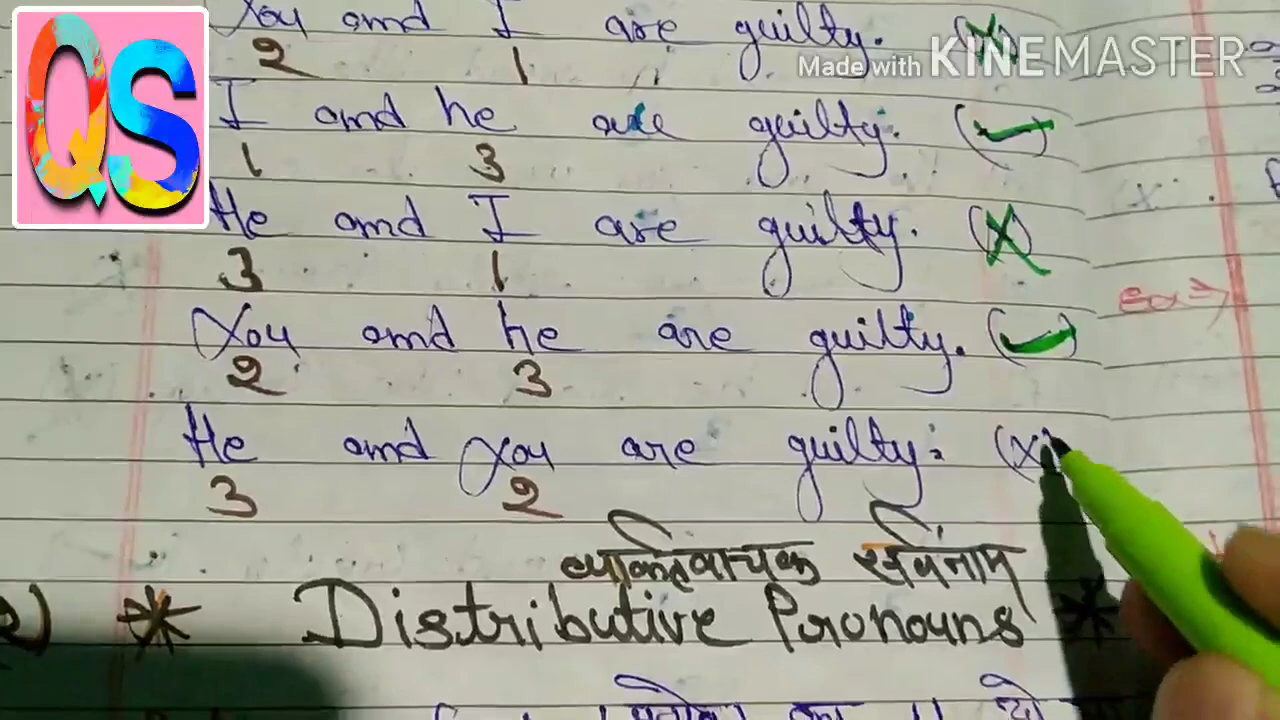 You and I are guilty. (X)
2 1
Made with KINEMASTER
QS
I and he are guilty. (✓)
1 3
He and I are guilty. (X)
3 1
ex⇒
You and he are guilty. (✓)
2 3
He and You are guilty: (X)
3 2
व्यक्तिवाचक सर्वनाम
2) * Distributive Pronouns *